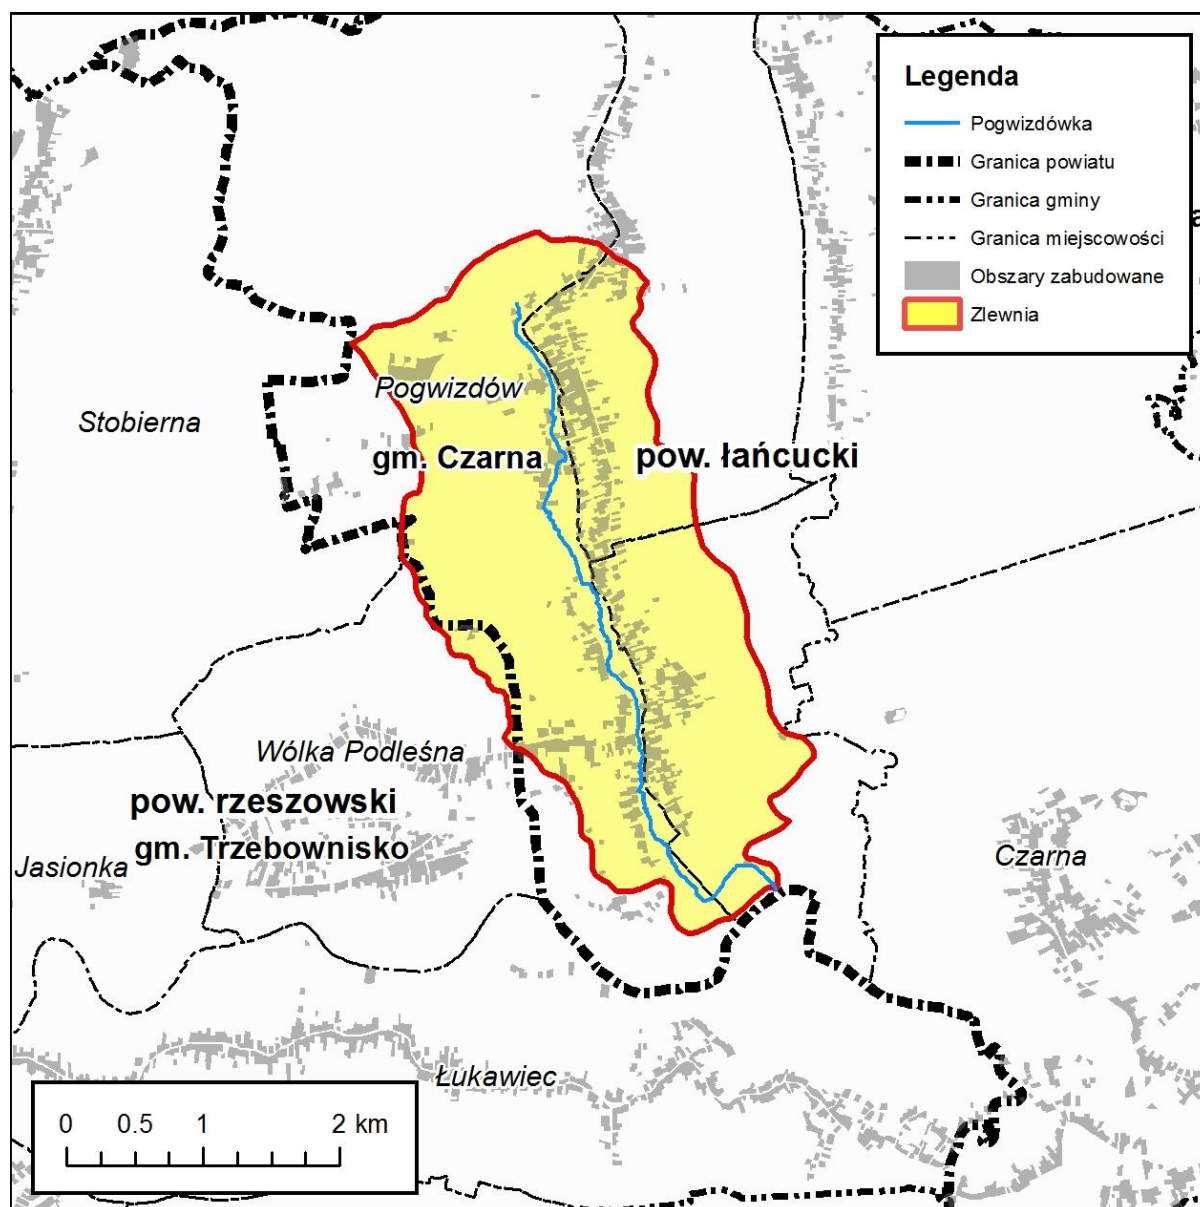 Legenda
Pogwizdówka
Granica powiatu
Granica gminy
Granica miejscowości
Obszary zabudowane
Zlewnia
Pogwizdów
Stobierna
gm. Czarna
pow. łańcucki
Wólka Podleśna
pow. rzeszowski
gm. Trzebownisko
Jasionka
Czarna
Łukawiec
0 0.5 1 2 km